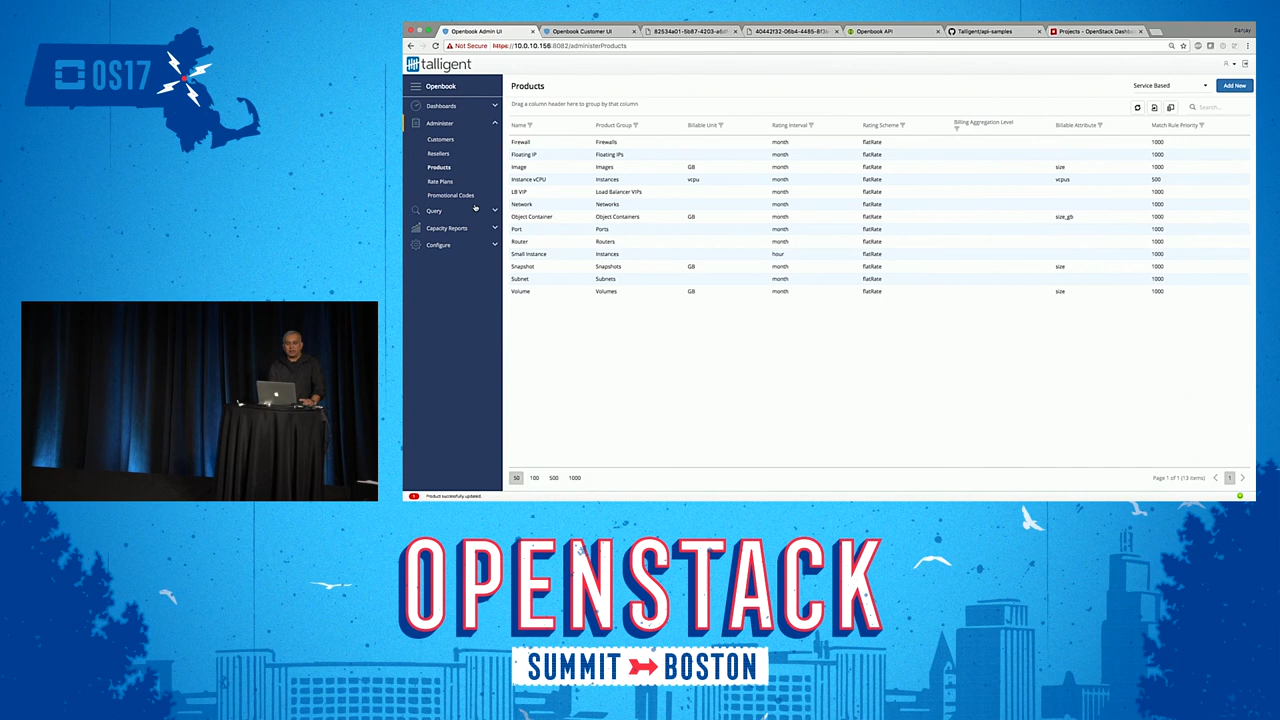 OS17
Openbook Admin UI
Openbook Customer UI
Openbook API
Talligent/api-samples
Projects - OpenStack Dashbo
Sanjay
Not Secure https://10.0.10.156:8082/administerProducts
talligent
Openbook
Dashboards
Administer
Customers
Resellers
Products
Rate Plans
Promotional Codes
Query
Capacity Reports
Configure
Products
Service Based
Add New
Drag a column header here to group by that column
Search...
Name Product Group Billable Unit Rating Interval Rating Scheme Billing Aggregation Level Billable Attribute Match Rule Priority
Firewall Firewalls month flatRate 1000
Floating IP Floating IPs month flatRate 1000
Image Images GB month flatRate size 1000
Instance vCPU Instances vcpu month flatRate vcpus 500
LB VIP Load Balancer VIPs month flatRate 1000
Network Networks month flatRate 1000
Object Container Object Containers GB month flatRate size_gb 1000
Port Ports month flatRate 1000
Router Routers month flatRate 1000
Small Instance Instances hour flatRate 1000
Snapshot Snapshots GB month flatRate size 1000
Subnet Subnets month flatRate 1000
Volume Volumes GB month flatRate size 1000
50 100 500 1000
Page 1 of 1 (13 items) 1
Product successfully updated.
OPENSTACK
SUMMIT BOSTON